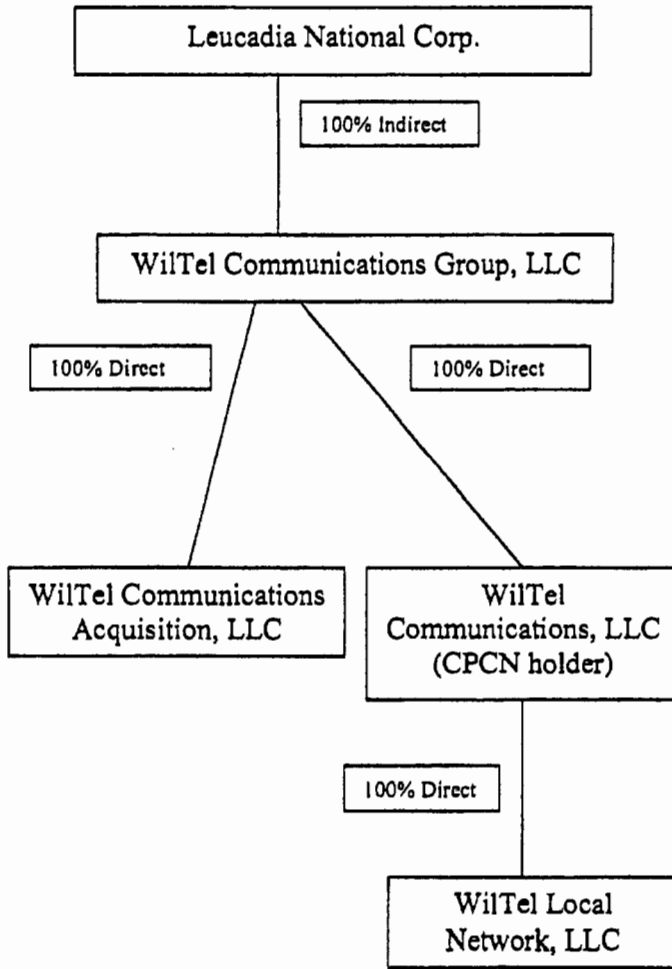 Leucadia National Corp.
100% Indirect
WilTel Communications Group, LLC
100% Direct
100% Direct
WilTel Communications
Acquisition, LLC
WilTel
Communications, LLC
(CPCN holder)
100% Direct
WilTel Local
Network, LLC